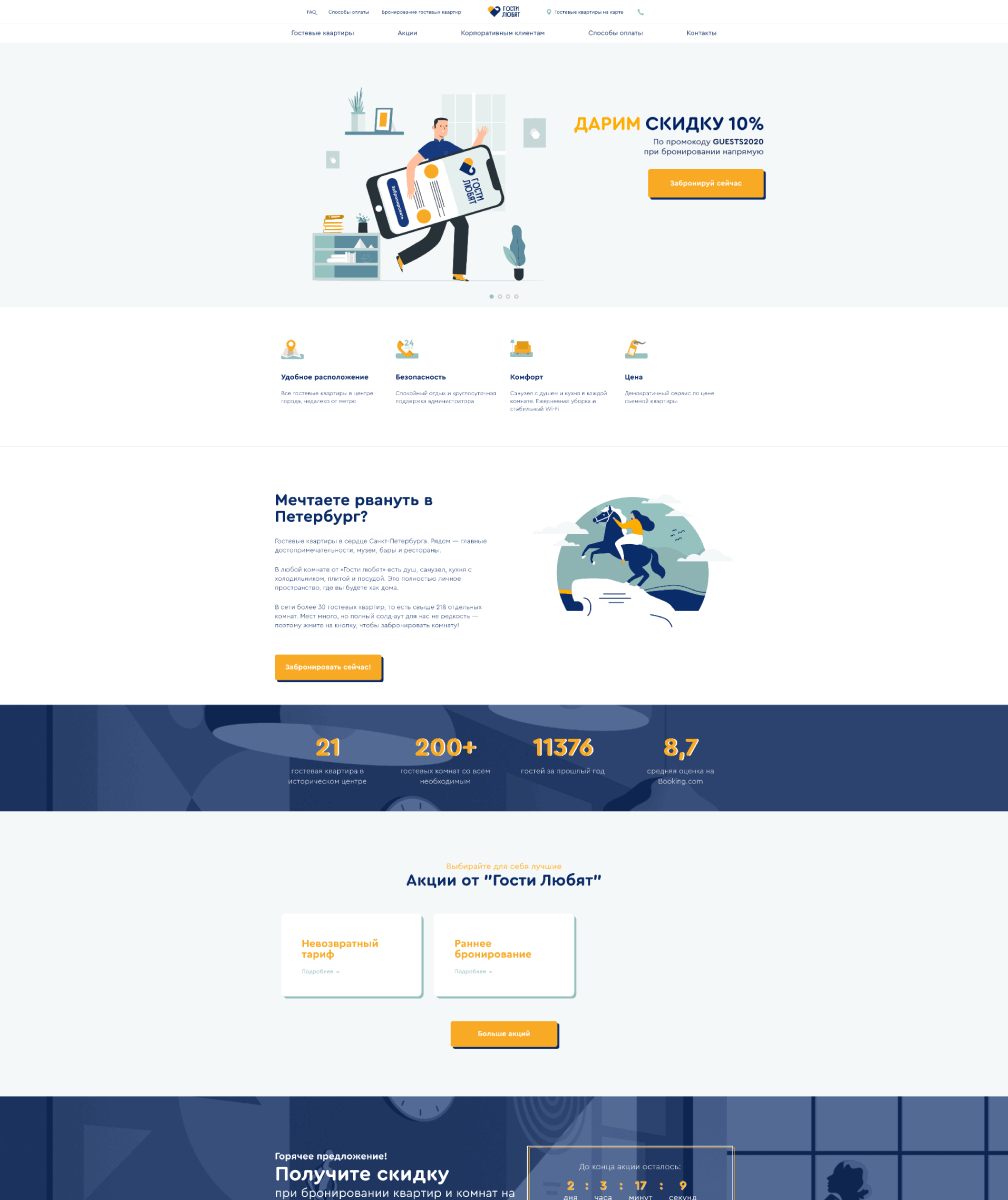 FAQ
Способы оплаты
Бронирование гостевых квартир
ГОСТИ
ЛЮБЯТ
Гостевые квартиры на карте
Гостевые квартиры
Акции
Корпоративным клиентам
Способы оплаты
Контакты
ДАРИМ СКИДКУ 10%
По промокоду GUESTS2020
при бронировании напрямую
Забронируй сейчас
Забронировать
ГОСТИ
ЛЮБЯТ
Удобное расположение
Все гостевые квартиры в центре
города, недалеко от метро
24
Безопасность
Спокойный отдых и круглосуточная
поддержка администратора
Комфорт
Санузел с душем и кухня в каждой
комнате. Ежедневная уборка и
стабильный Wi-Fi
Цена
Демократичный сервис по цене
съемной квартиры
Мечтаете рвануть в
Петербург?
Гостевые квартиры в сердце Санкт-Петербурга. Рядом — главные
достопримечательности, музеи, бары и рестораны.
В любой комнате от «Гости любят» есть душ, санузел, кухня с
холодильником, плитой и посудой. Это полностью личное
пространство, где вы будете как дома.
В сети более 30 гостевых квартир, то есть свыше 218 отдельных
комнат. Мест много, но полный солд-аут для нас не редкость —
поэтому жмите на кнопку, чтобы забронировать комнату!
Забронировать сейчас!
21
гостевая квартира в
историческом центре
200+
гостевых комнат со всем
необходимым
11376
гостей за прошлый год
8,7
средняя оценка на
Booking.com
Выбирайте для себя лучшие
Акции от "Гости Любят"
Невозвратный
тариф
Подробнее →
Раннее
бронирование
Подробнее →
Больше акций
Горячее предложение!
Получите скидку
при бронировании квартир и комнат на
До конца акции осталось:
2 : 3 : 17 : 9
дня часа минут секунд